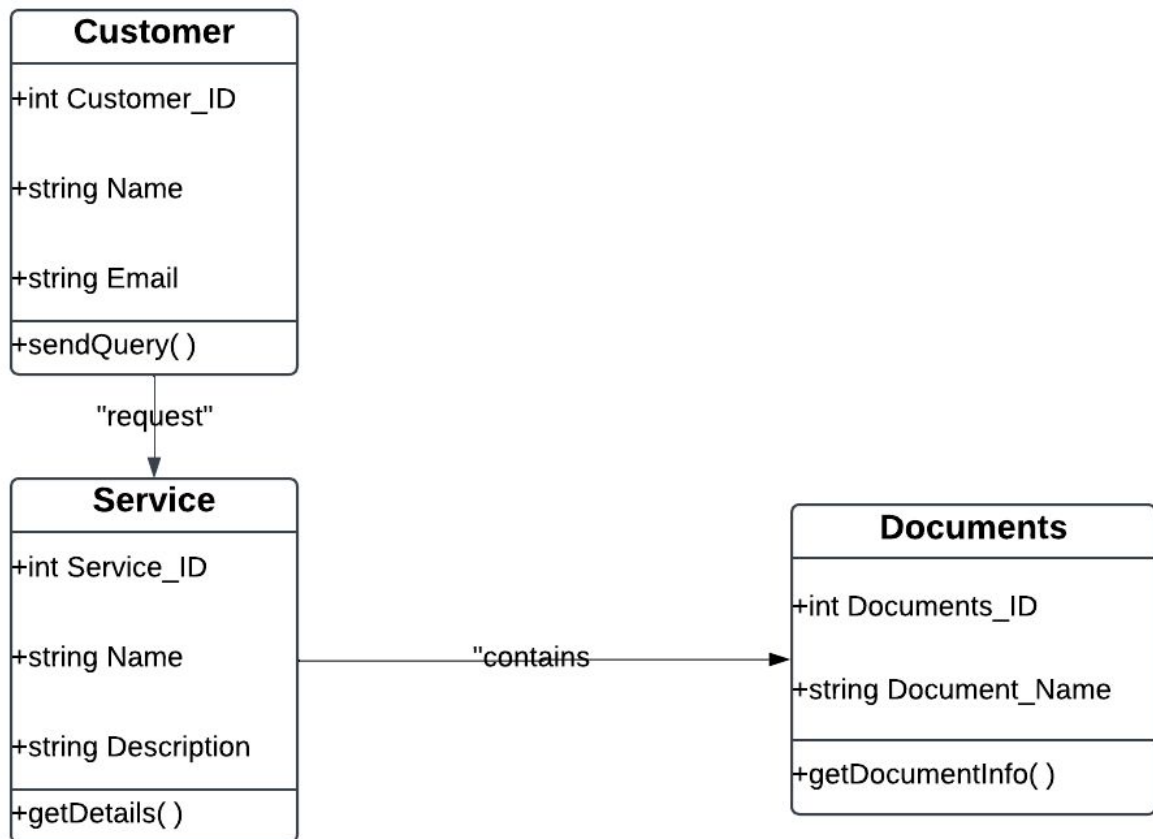 Customer
+int Customer_ID
+string Name
+string Email
+sendQuery( )
"request"
Service
+int Service_ID
+string Name
+string Description
+getDetails( )
"contains
Documents
+int Documents_ID
+string Document_Name
+getDocumentInfo( )